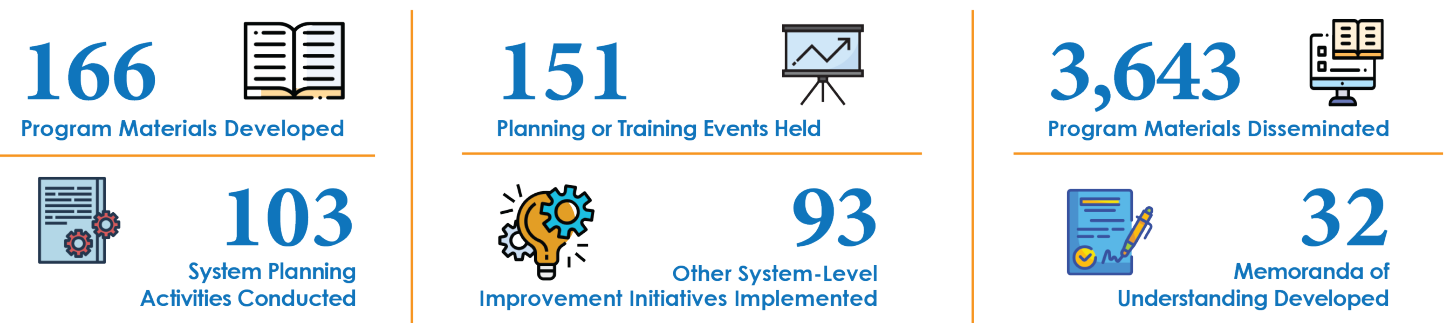 166
Program Materials Developed
151
Planning or Training Events Held
3,643
Program Materials Disseminated
103
System Planning
Activities Conducted
93
Other System-Level
Improvement Initiatives Implemented
32
Memoranda of
Understanding Developed